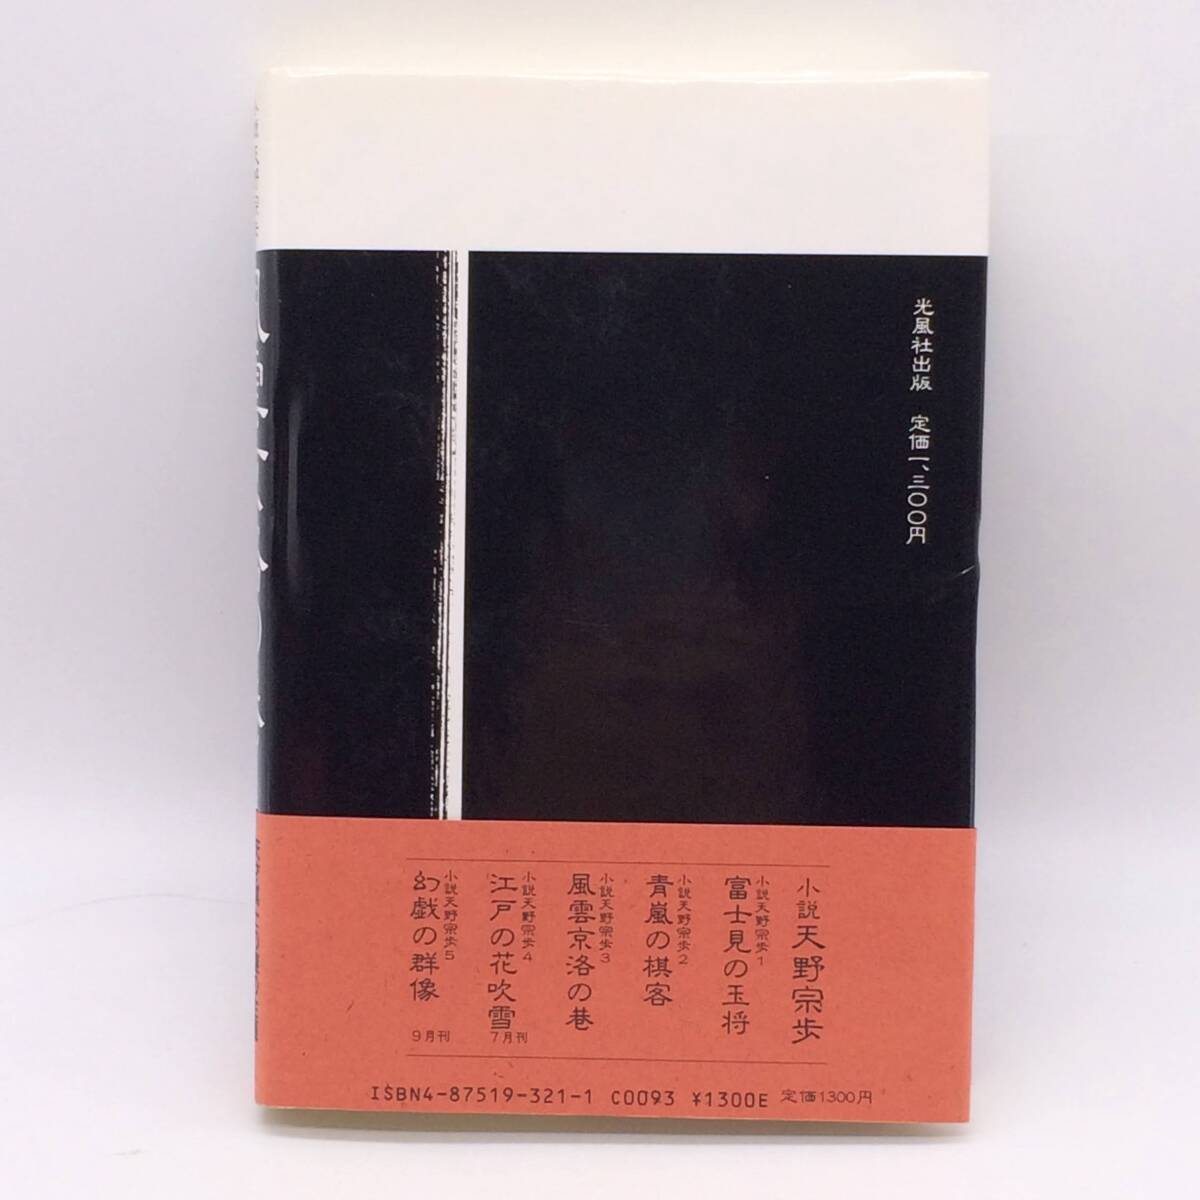 光風社出版 定価一、三〇〇円
小説天野宗歩
小説天野宗歩1
富士見の玉将
小説天野宗歩2
青嵐の棋客
小説天野宗歩3
風雲京洛の巷
小説天野宗歩4
江戸の花吹雪
7月刊
小説天野宗歩5
幻戯の群像
9月刊
ISBN4-87519-321-1 C0093 ¥1300E 定価1300円